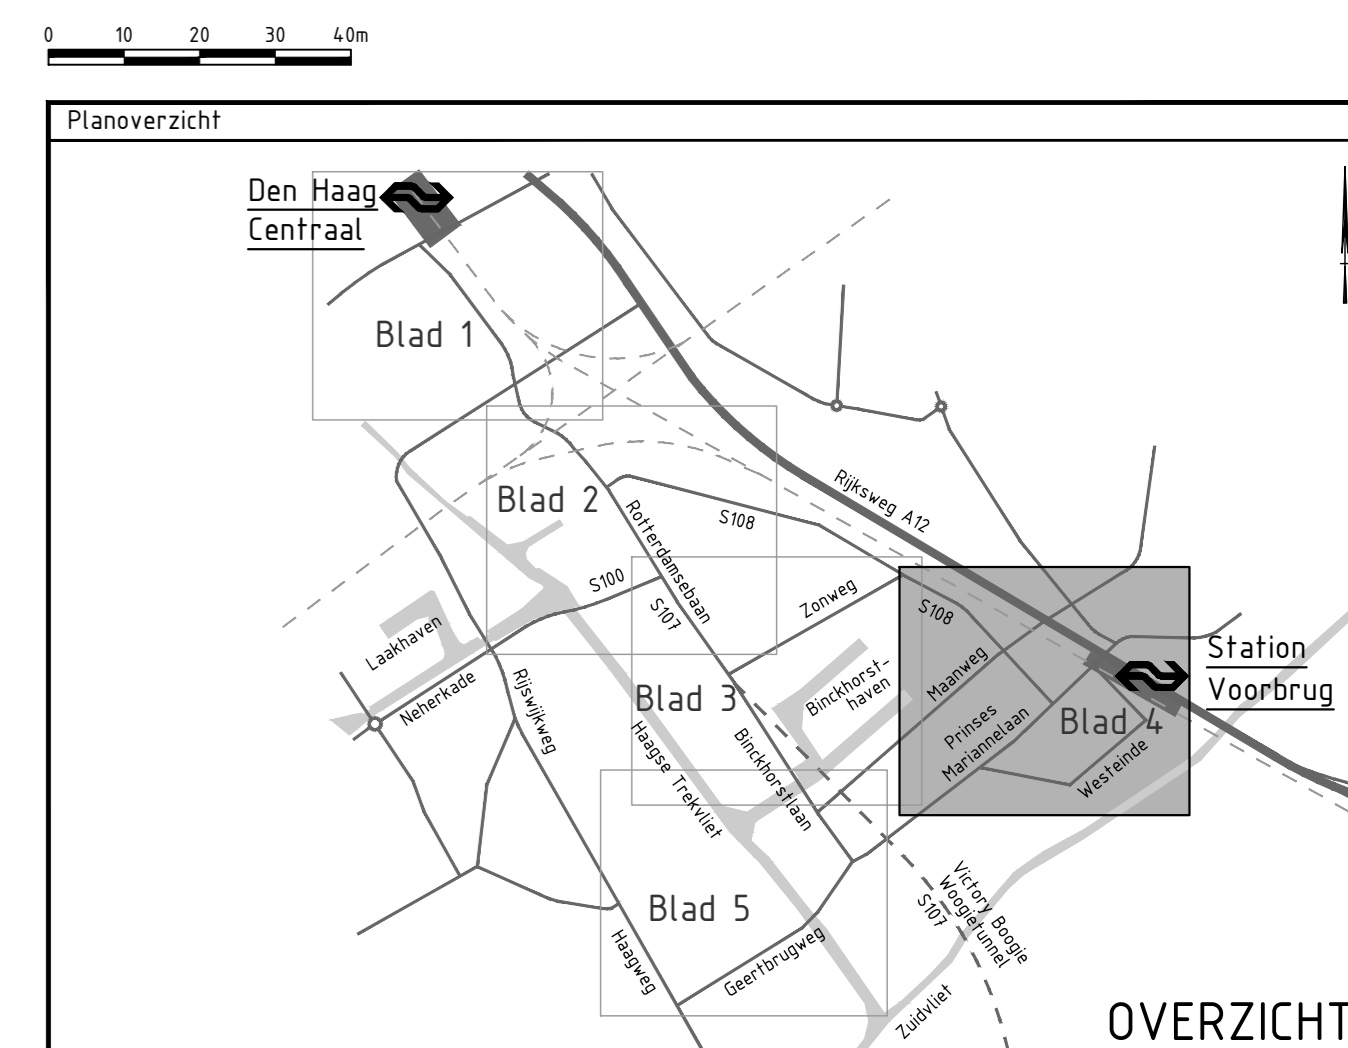 0 10 20 30 40m
Planoverzicht
Den Haag
Centraal
Blad 1
Blad 2
Rijksweg A12
S108
Rotterdamsebaan
S100
S107
Zonweg
S108
Laakhaven
Neherkade
Rijswijkweg
Blad 3
Binckhorst-
haven
Maanweg
Prinses
Mariannelaan
Blad 4
Westeinde
Station
Voorbrug
Haagse Trekvliet
Binckhorstlaan
Blad 5
Haagweg
Geertbrugweg
Victory Boogie
Woogietunnel
S107
Zuidvliet
OVERZICHT